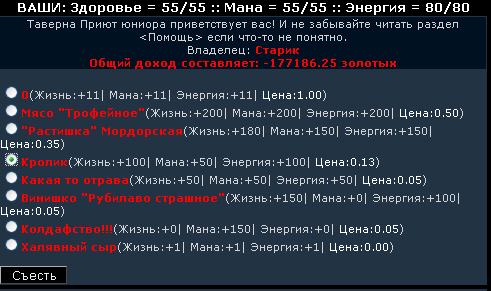 ВАШИ: Здоровье = 55/55 :: Мана = 55/55 :: Энергия = 80/80
Таверна Приют юниора приветствует вас! И не забывайте читать раздел
<Помощь> если что-то не понятно.
Владелец: Старик
Общий доход составляет: -177186.25 золотых
0(Жизнь:+11| Мана:+11| Энергия:+11| Цена:1.00)
Мясо "Трофейное"(Жизнь:+200| Мана:+200| Энергия:+200| Цена:0.50)
"Растишка" Мордорская(Жизнь:+180| Мана:+150| Энергия:+150|
Цена:0.35)
Кролик(Жизнь:+100| Мана:+50| Энергия:+100| Цена:0.13)
Какая то отрава(Жизнь:+50| Мана:+50| Энергия:+50| Цена:0.05)
Винишко "Рубилаво страшное"(Жизнь:+150| Мана:+0| Энергия:+100|
Цена:0.05)
Колдафство!!!(Жизнь:+0| Мана:+150| Энергия:+0| Цена:0.05)
Халявный сыр(Жизнь:+1| Мана:+1| Энергия:+1| Цена:0.00)
Съесть